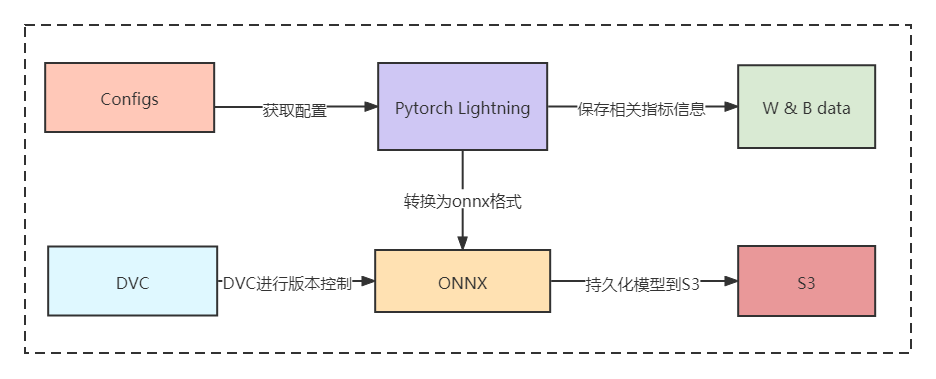 Configs
获取配置
Pytorch Lightning
保存相关指标信息
W & B data
转换为onnx格式
DVC
DVC进行版本控制
ONNX
持久化模型到S3
S3